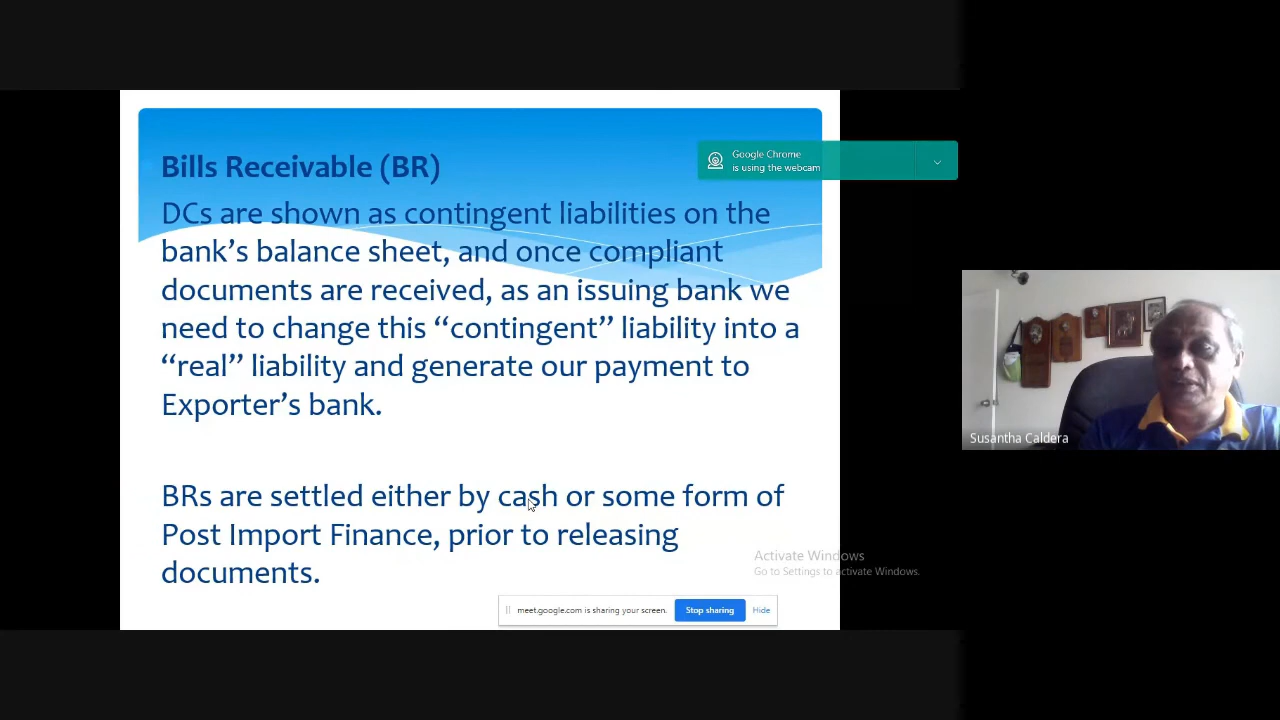 Bills Receivable (BR)
Google Chrome
is using the webcam
DCs are shown as contingent liabilities on the
bank's balance sheet, and once compliant
documents are received, as an issuing bank we
need to change this “contingent” liability into a
“real” liability and generate our payment to
Exporter's bank.
Susantha Caldera
BRs are settled either by cash or some form of
Post Import Finance, prior to releasing
documents.
Activate Windows
Go to Settings to activate Windows.
meet.google.com is sharing your screen.
Stop sharing
Hide